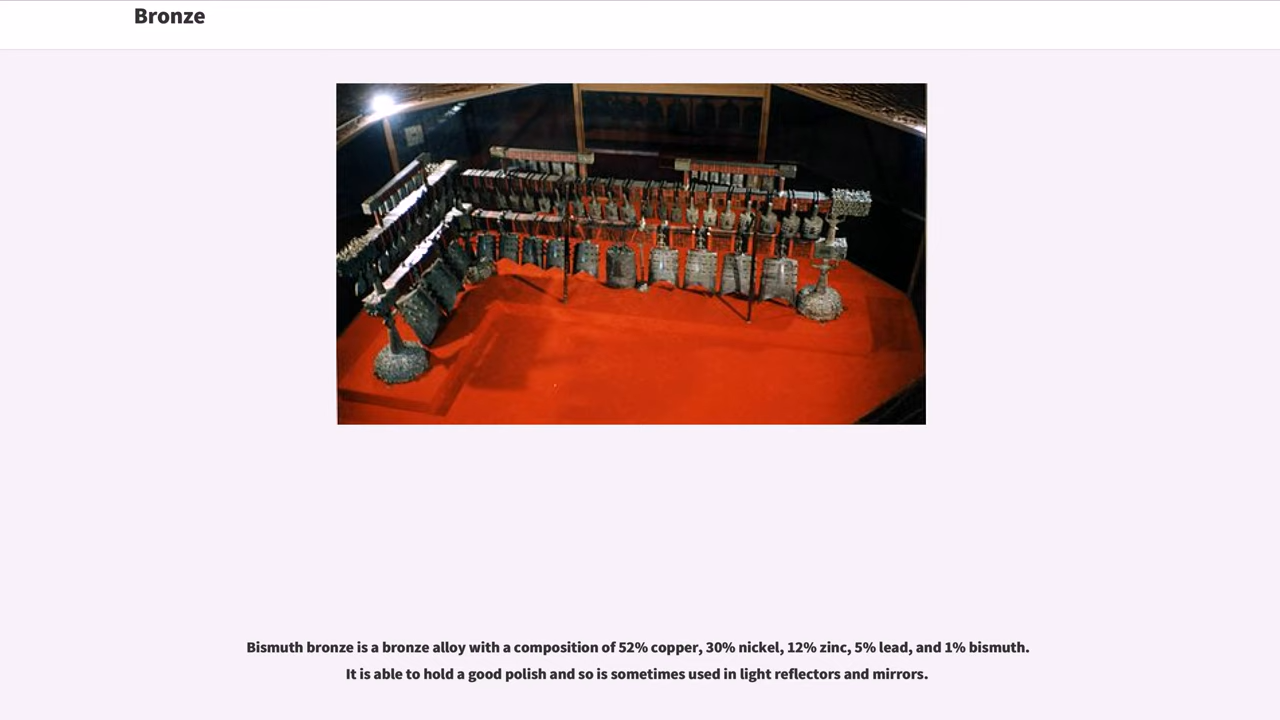 Bronze
Bismuth bronze is a bronze alloy with a composition of 52% copper, 30% nickel, 12% zinc, 5% lead, and 1% bismuth.
It is able to hold a good polish and so is sometimes used in light reflectors and mirrors.